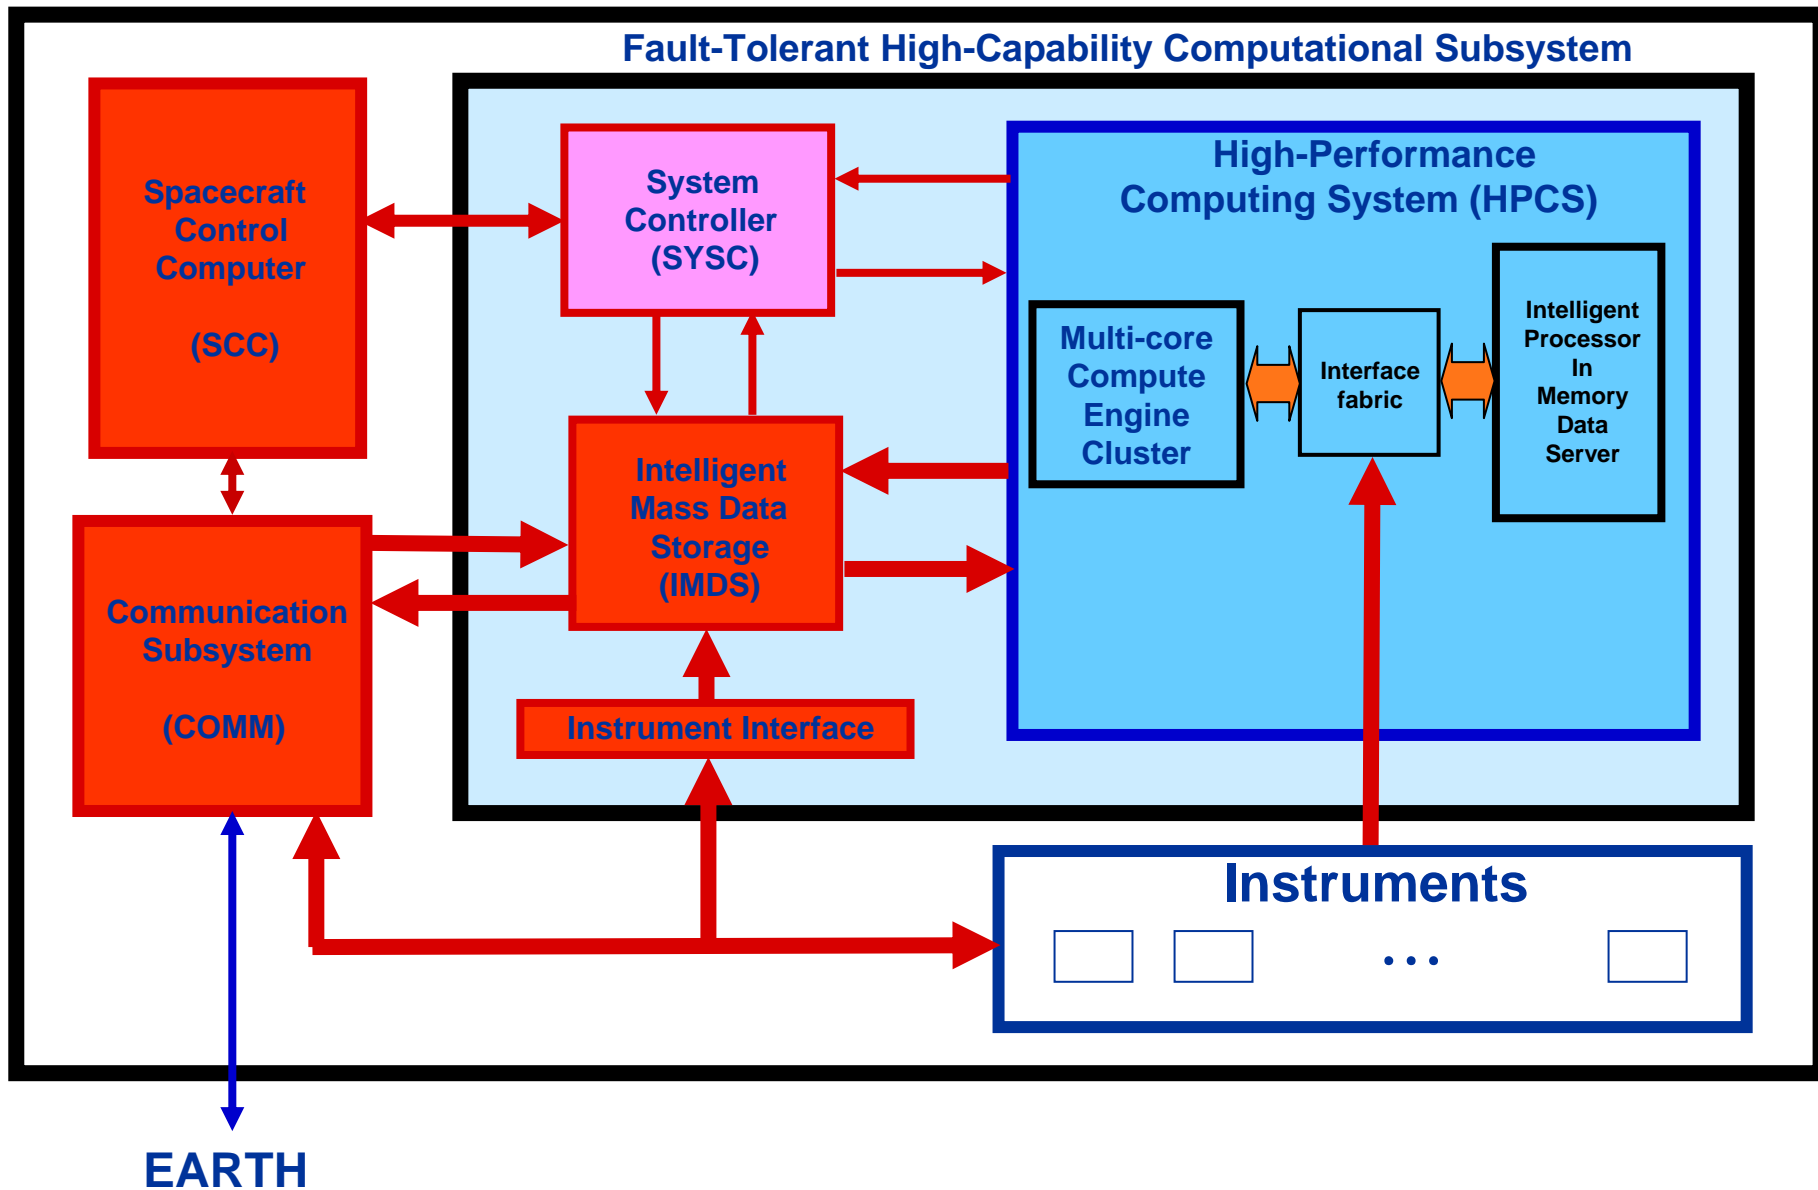 Fault-Tolerant High-Capability Computational Subsystem
Spacecraft
Control
Computer
(SCC)
System
Controller
(SYSC)
High-Performance
Computing System (HPCS)
Multi-core
Compute
Engine
Cluster
Interface
fabric
Intelligent
Processor
In
Memory
Data
Server
Intelligent
Mass Data
Storage
(IMDS)
Communication
Subsystem
(COMM)
Instrument Interface
Instruments
...
EARTH